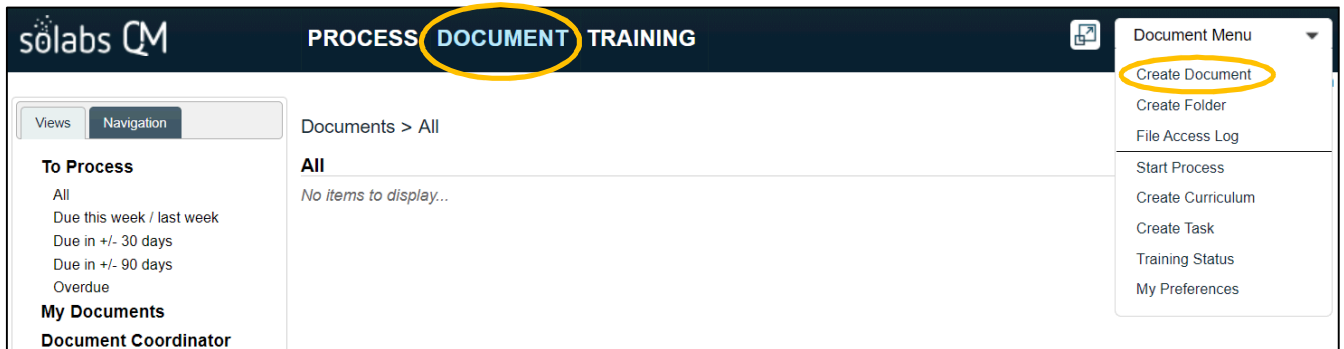 sölabs QM
PROCESS DOCUMENT TRAINING
Document Menu
Create Document
Create Folder
File Access Log
Start Process
Create Curriculum
Create Task
Training Status
My Preferences
Views Navigation
To Process
All
Due this week / last week
Due in +/- 30 days
Due in +/- 90 days
Overdue
My Documents
Document Coordinator
Documents > All
All
No items to display...